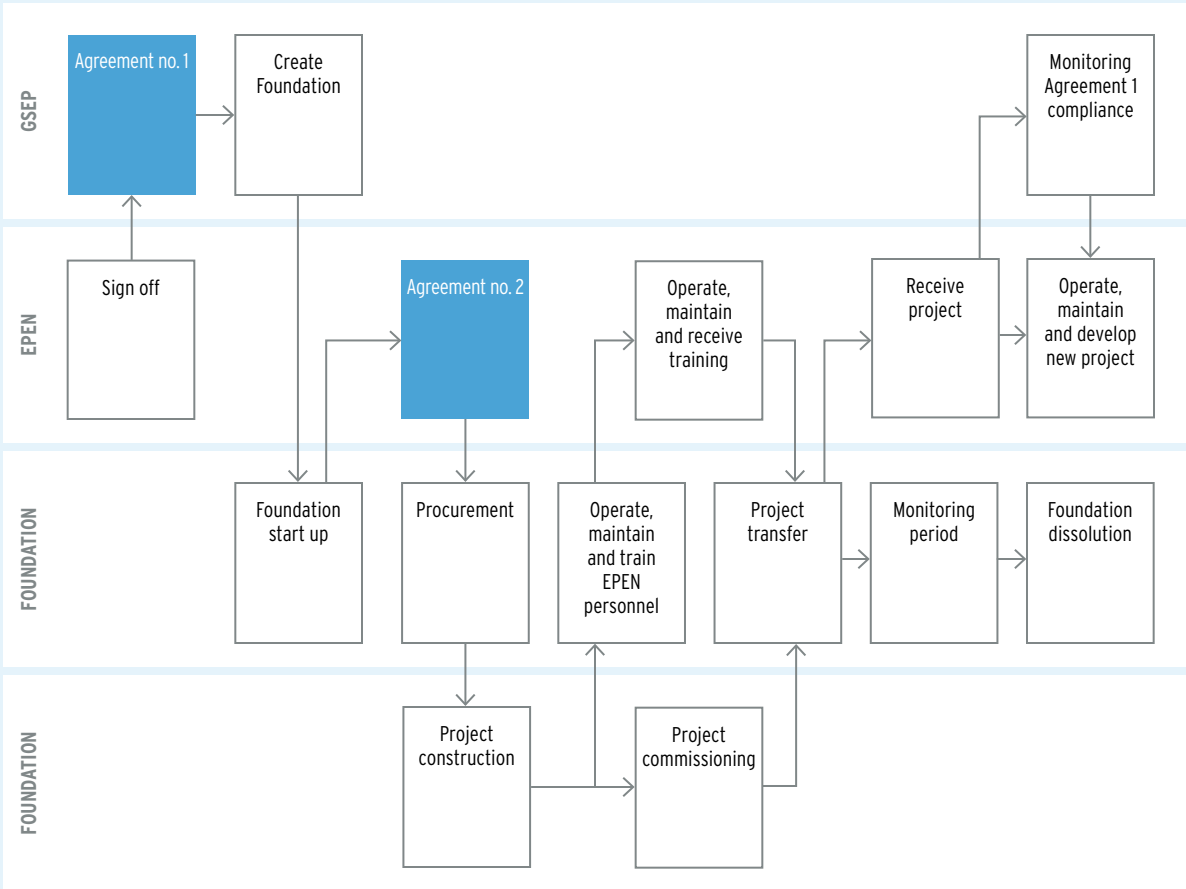 GSEP
Agreement no. 1
Create
Foundation
Monitoring
Agreement 1
compliance
EPEN
Sign off
Agreement no. 2
Operate,
maintain
and receive
training
Receive
project
Operate,
maintain
and develop
new project
FOUNDATION
Foundation
start up
Procurement
Operate,
maintain
and train
EPEN
personnel
Project
transfer
Monitoring
period
Foundation
dissolution
FOUNDATION
Project
construction
Project
commissioning